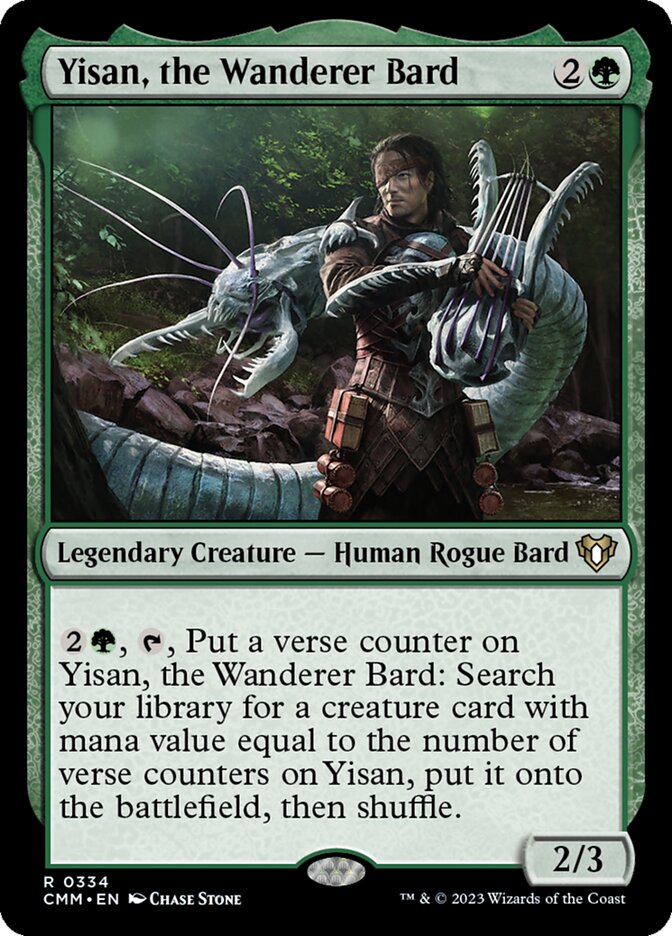 Yisan, the Wanderer Bard 2
Legendary Creature — Human Rogue Bard
2, , Put a verse counter on
Yisan, the Wanderer Bard: Search
your library for a creature card with
mana value equal to the number of
verse counters on Yisan, put it onto
the battlefield, then shuffle.
2/3
R 0334
CMM • EN Chase Stone
™ & © 2023 Wizards of the Coast